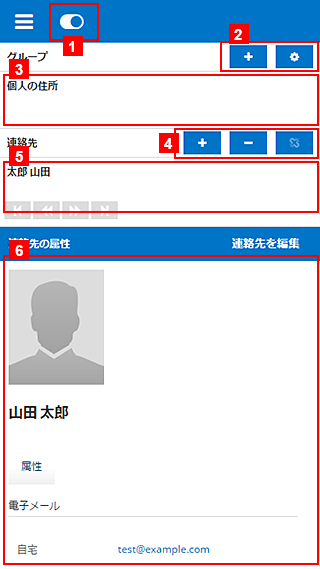 1
グループ
2
3
個人の住所
連絡先
4
5
太郎 山田
6
連絡先の属性
連絡先を編集
山田 太郎
属性
電子メール
自宅 test@example.com